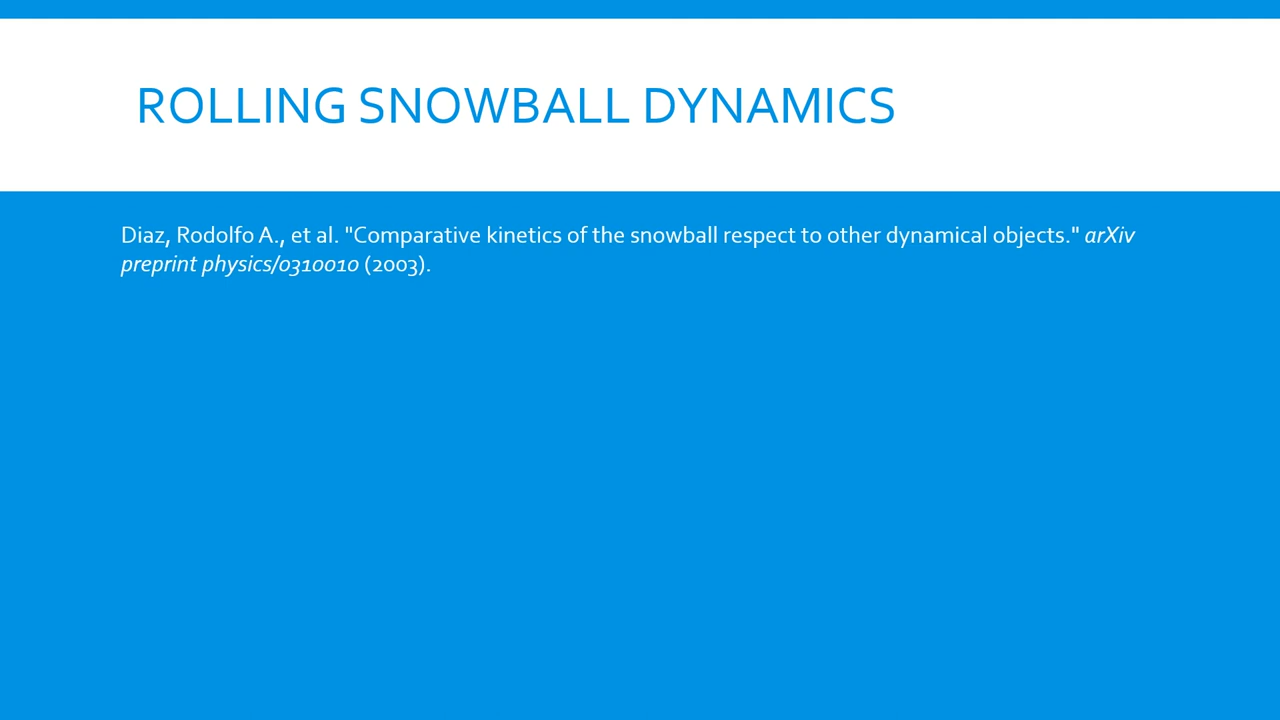 ROLLING SNOWBALL DYNAMICS
Diaz, Rodolfo A., et al. "Comparative kinetics of the snowball respect to other dynamical objects." arXiv
preprint physics/0310010 (2003).